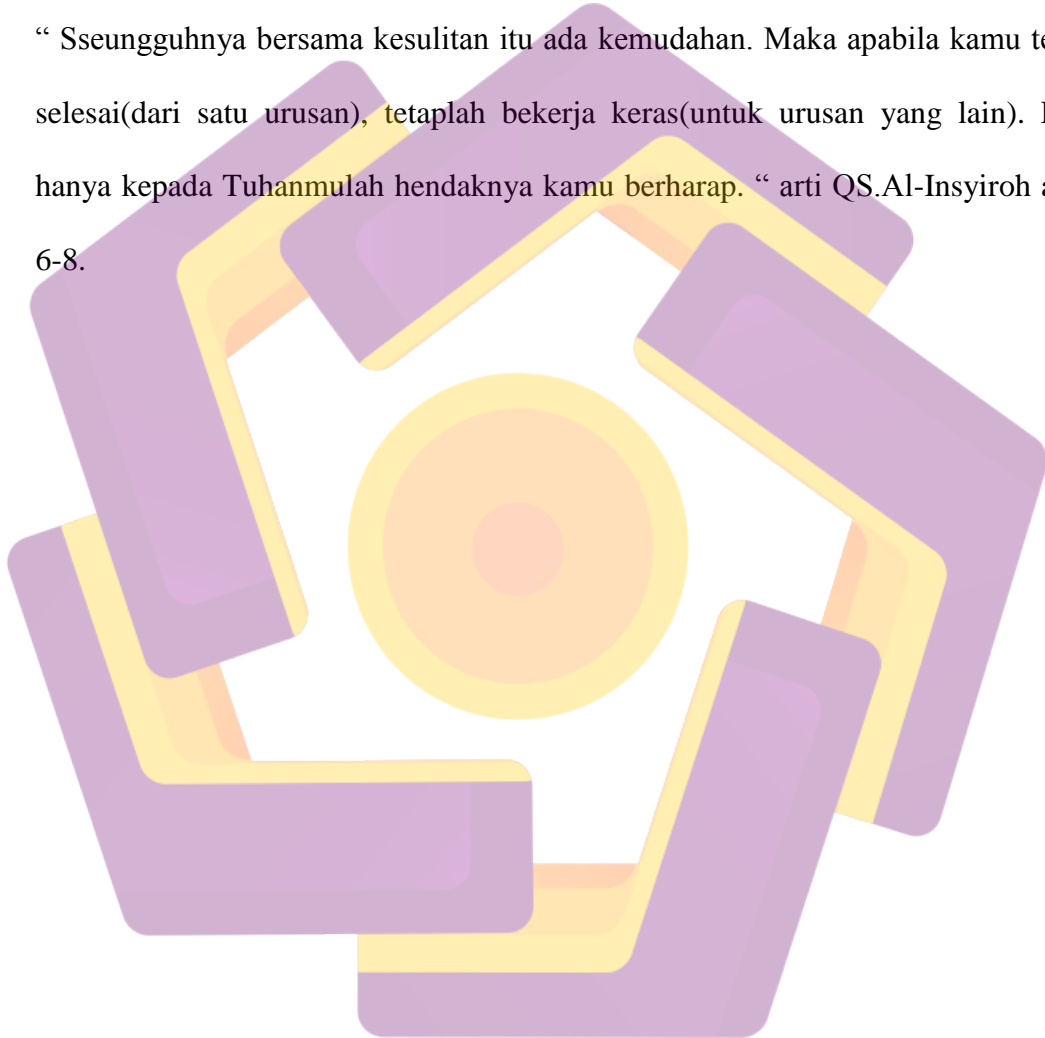 “ Sseungguhnya bersama kesulitan itu ada kemudahan. Maka apabila kamu te
selesai(dari satu urusan), tetaplah bekerja keras(untuk urusan yang lain).
hanya kepada Tuhanmulah hendaknya kamu berharap. “ arti QS.Al-Insyiroh a
6-8.